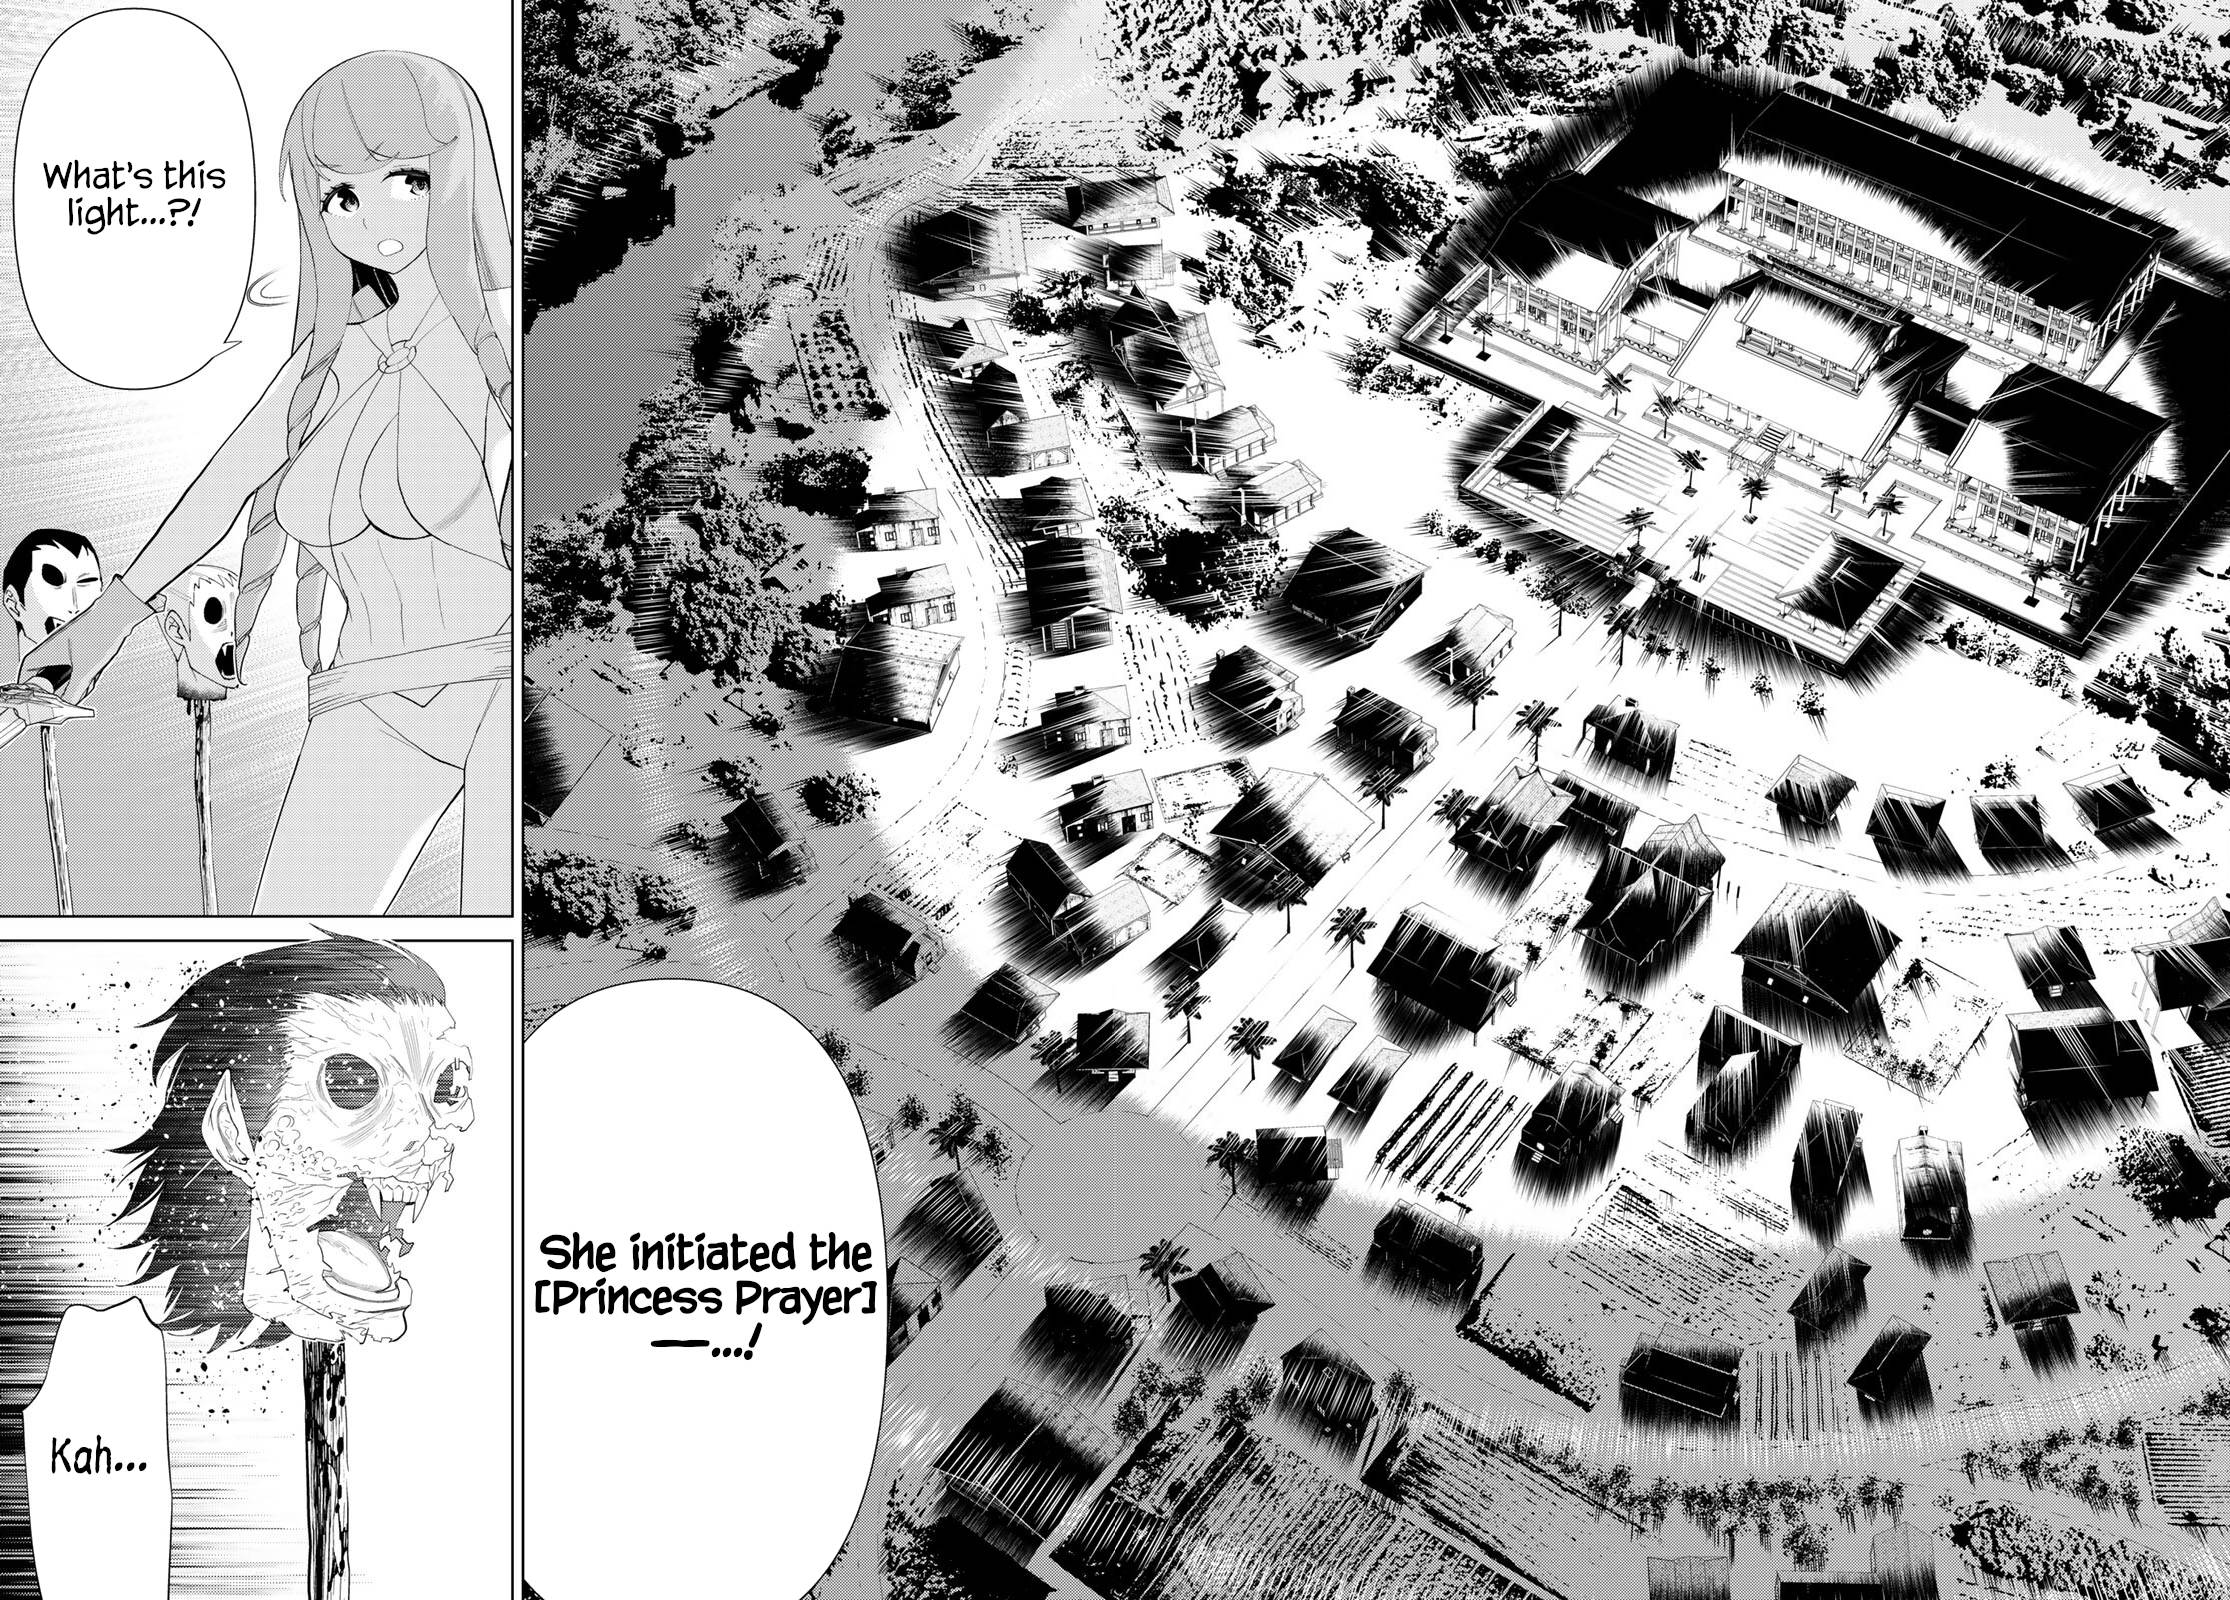 She initiated the
[Princess Prayer]
—...!
What's this
light...?!
Kah...